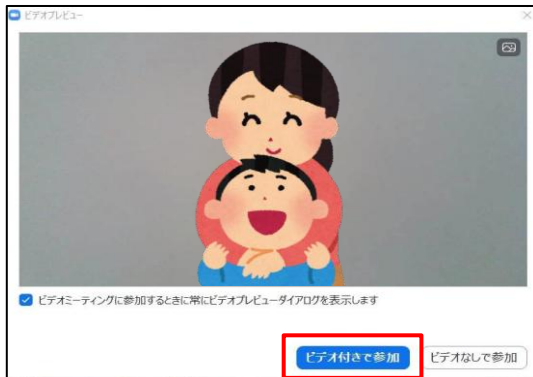 ビデオプレビュー
ビデオミーティングに参加するときに常にビデオプレビューダイアログを表示します
ビデオ付きで参加
ビデオなしで参加